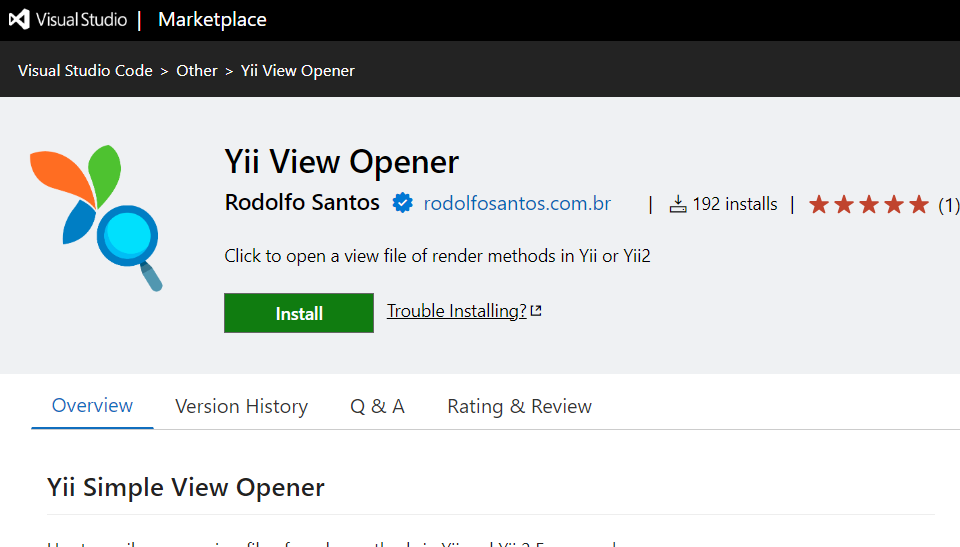 Visual Studio | Marketplace
Visual Studio Code > Other > Yii View Opener
Yii View Opener
Rodolfo Santos rodolfosantos.com.br | 192 installs | (1)
Click to open a view file of render methods in Yii or Yii2
Install Trouble Installing?
Overview Version History Q & A Rating & Review
Yii Simple View Opener